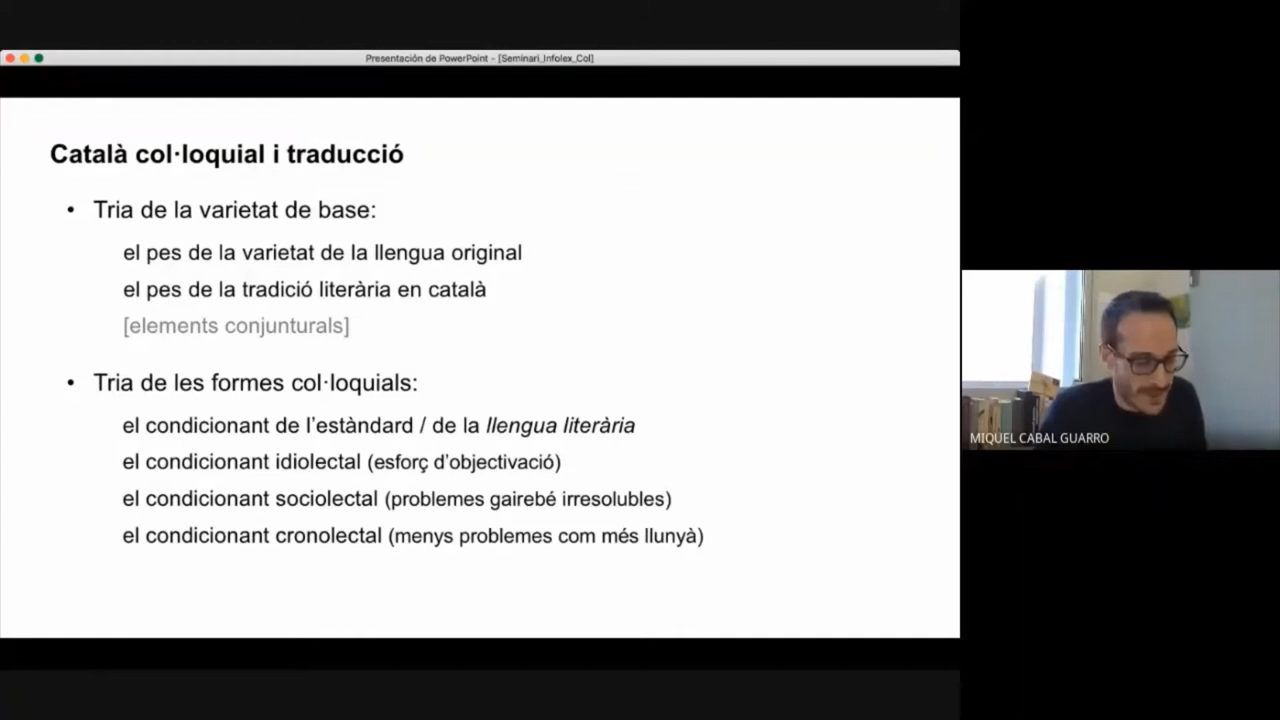 Presentación de PowerPoint - [Seminari_Infolex_Col]
Català col·loquial i traducció
• Tria de la varietat de base:
el pes de la varietat de la llengua original
el pes de la tradició literària en català
[elements conjunturals]
• Tria de les formes col·loquials:
el condicionant de l’estàndard / de la llengua literària
el condicionant idiolectal (esforç d’objectivació)
el condicionant sociolectal (problemes gairebé irresolubles)
el condicionant cronolectal (menys problemes com més llunyà)
MIQUEL CABAL GUARRO